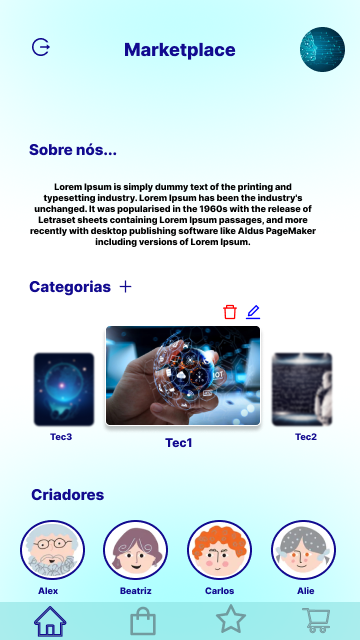 Marketplace
Sobre nós...
Lorem Ipsum is simply dummy text of the printing and
typesetting industry. Lorem Ipsum has been the industry's
unchanged. It was popularised in the 1960s with the release of
Letraset sheets containing Lorem Ipsum passages, and more
recently with desktop publishing software like Aldus PageMaker
including versions of Lorem Ipsum.
Categorias +
IOT
Tec3
Tec1
Tec2
Criadores
Alex
Beatriz
Carlos
Alie